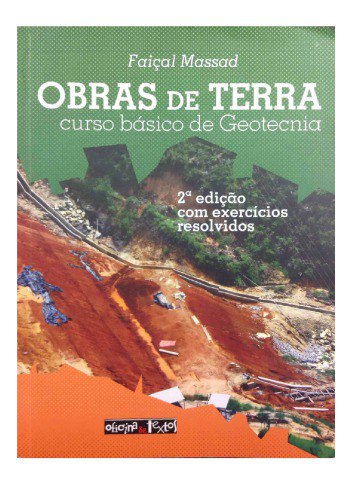 Faiçal Massad
OBRAS DE TERRA
curso básico de Geotecnia
2ª edição
com exercícios
resolvidos
oficina de textos